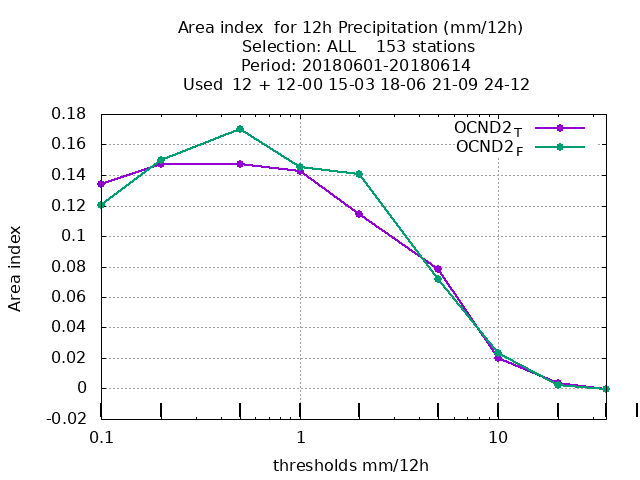 Area index  for 12h Precipitation (mm/12h)
Selection: ALL    153 stations
Period: 20180601-20180614
Used  12 + 12-00 15-03 18-06 21-09 24-12
OCND2T
OCND2F
0.18
0.16
0.14
0.12
0.1
0.08
0.06
0.04
0.02
0
-0.02
Area index
0.1 1 10
thresholds mm/12h